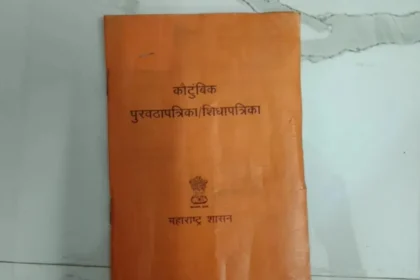 कौटुंबिक
पुरवठापत्रिका/शिधापत्रिका
महाराष्ट्र शासन